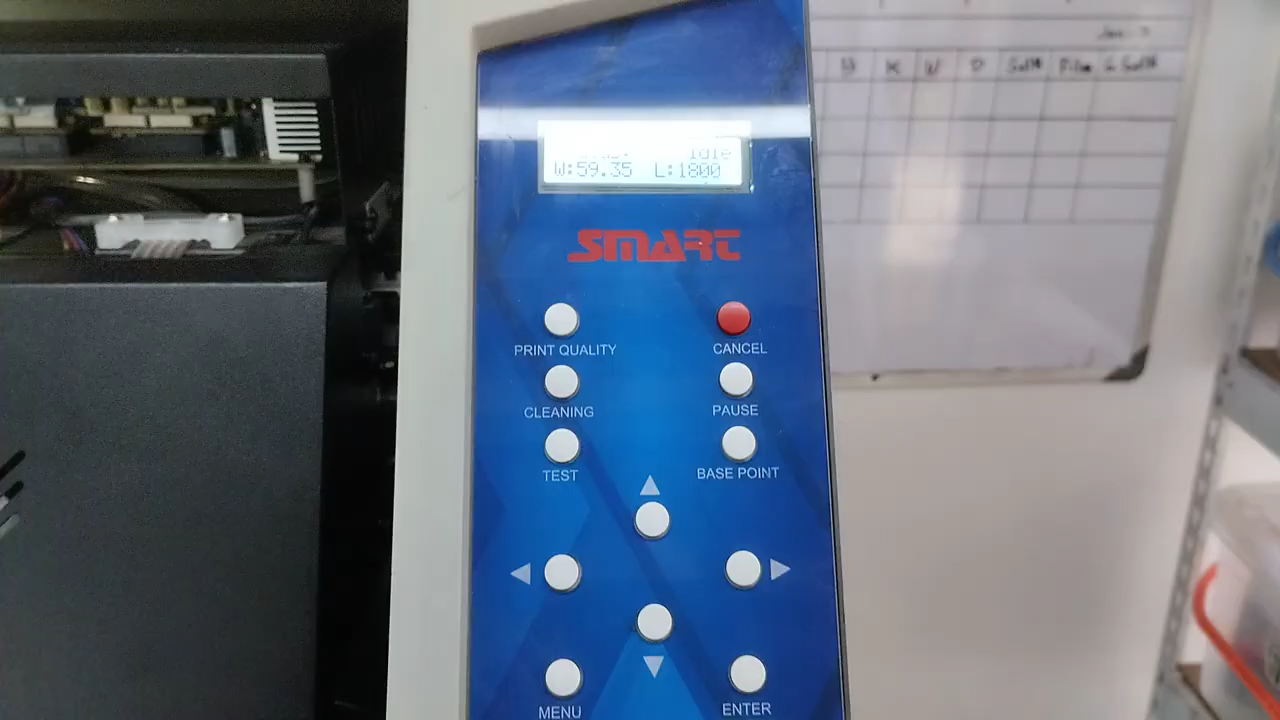 Idle
W:59.35 L:1800
SMART
PRINT QUALITY
CANCEL
CLEANING
PAUSE
TEST
BASE POINT
MENU
ENTER